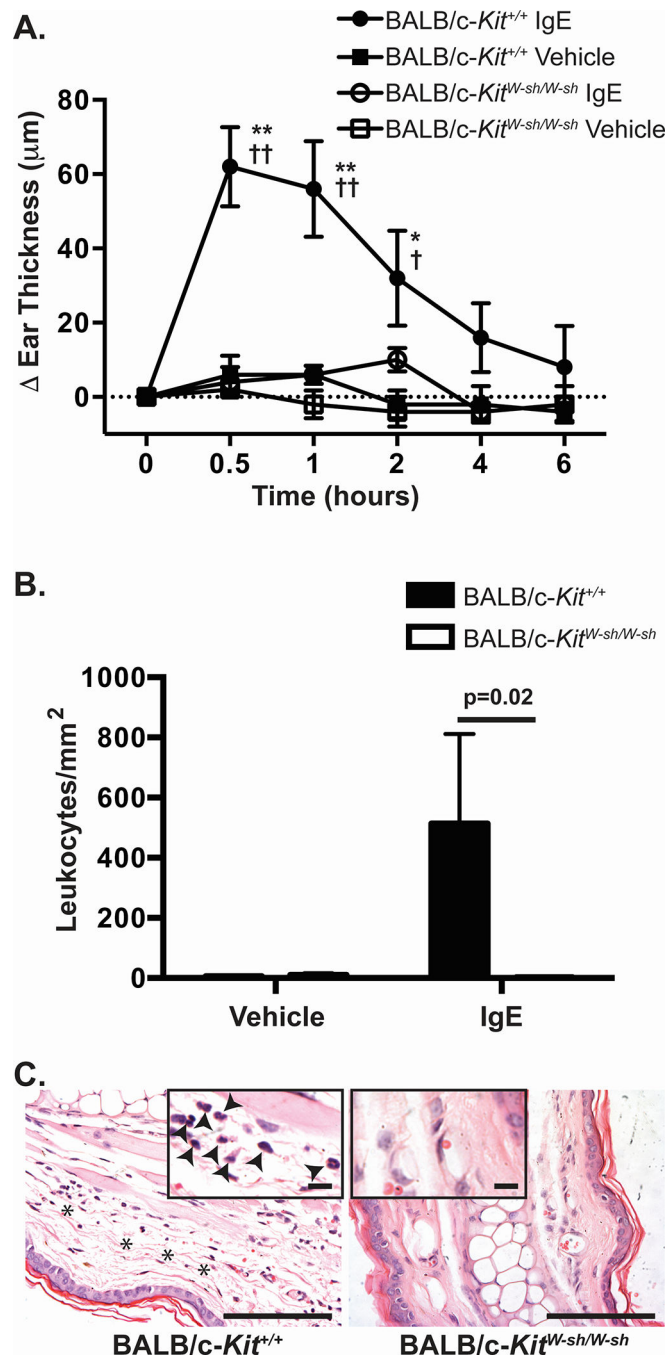 A.
BALB/c-Kit+/+ IgE
BALB/c-Kit+/+ Vehicle
BALB/c-KitW-sh/W-sh IgE
BALB/c-KitW-sh/W-sh Vehicle
Δ Ear Thickness (μm)
80
60
40
20
0
**
††
**
††
*
†
0 0.5 1 2 4 6
Time (hours)
B.
BALB/c-Kit+/+
BALB/c-KitW-sh/W-sh
Leukocytes/mm2
1000
800
600
400
200
0
p=0.02
Vehicle IgE
C.
* * * *
BALB/c-Kit+/+ BALB/c-KitW-sh/W-sh